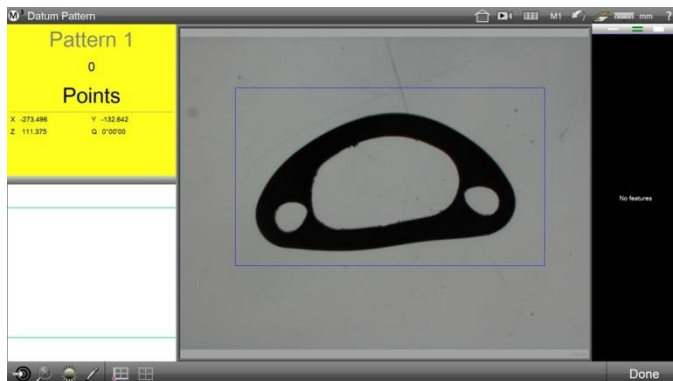 M³ Datum Pattern
M1
mm
?
Pattern 1
0
Points
X -273.496 Y -132.642
Z 111.375 Q 0°00'00
No features
Done